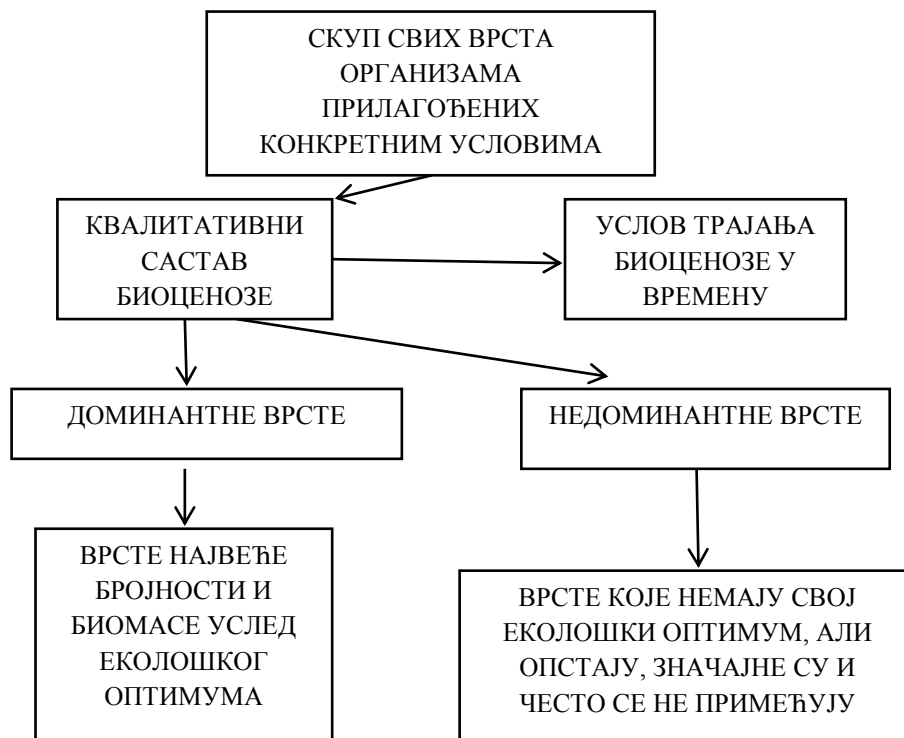 СКУП СВИХ ВРСТА
ОРГАНИЗАМА
ПРИЛАГОЂЕНИХ
КОНКРЕТНИМ УСЛОВИМА
КВАЛИТАТИВНИ
САСТАВ
БИОЦЕНОЗЕ
УСЛОВ ТРАЈАЊА
БИОЦЕНОЗЕ У
ВРЕМЕНУ
ДОМИНАНТНЕ ВРСТЕ
НЕДОМИНАНТНЕ ВРСТЕ
ВРСТЕ НАЈВЕЋЕ
БРОЈНОСТИ И
БИОМАСЕ УСЛЕД
ЕКОЛОШКОГ
ОПТИМУМА
ВРСТЕ КОЈЕ НЕМАЈУ СВОЈ
ЕКОЛОШКИ ОПТИМУМ, АЛИ
ОПСТАЈУ, ЗНАЧАЈНЕ СУ И
ЧЕСТО СЕ НЕ ПРИМЕЋУЈУ